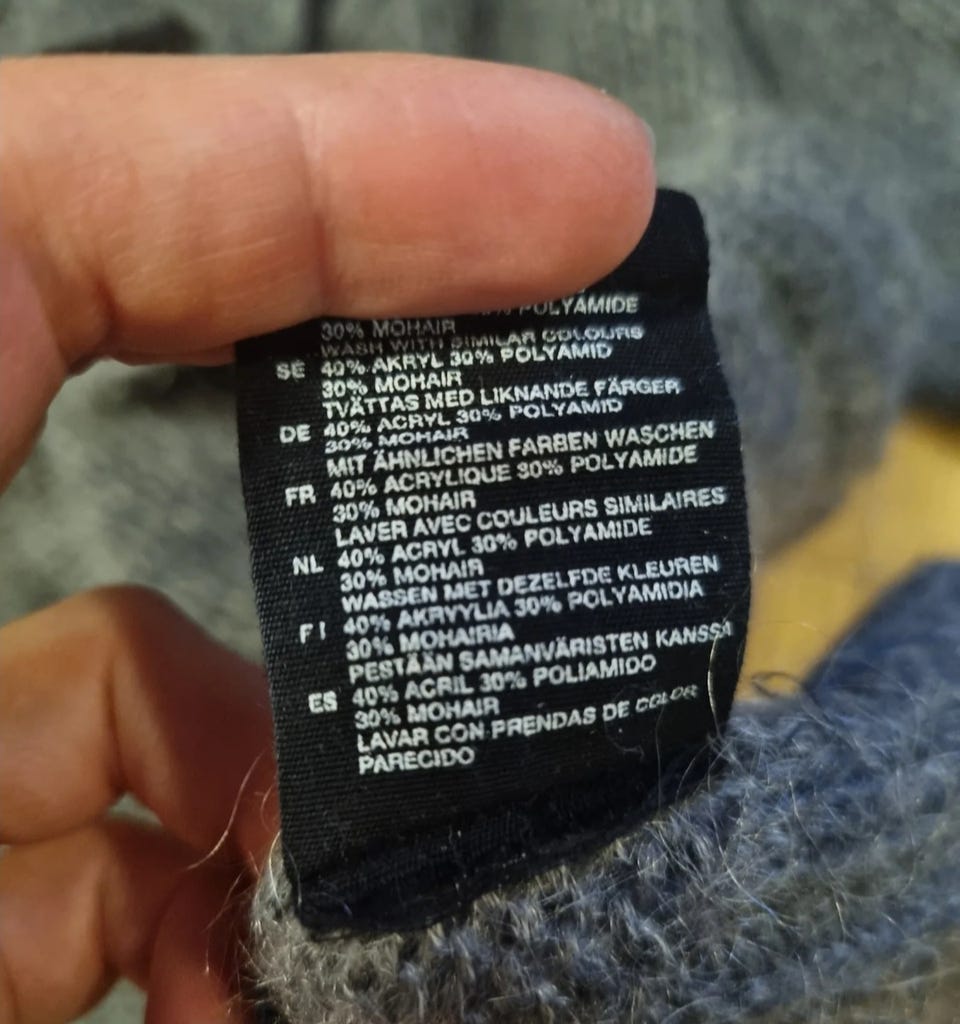 POLYAMIDE
30% MOHAIR
WASH WITH SIMILAR COLOURS
SE 40% AKRYL 30% POLYAMID
30% MOHAIR
TVÄTTAS MED LIKNANDE FÄRGER
DE 40% ACRYL 30% POLYAMID
30% MOHAIR
MIT ÄHNLICHEN FARBEN WASCHEN
FR 40% ACRYLIQUE 30% POLYAMIDE
30% MOHAIR
LAVER AVEC COULEURS SIMILAIRES
NL 40% ACRYL 30% POLYAMIDE
30% MOHAIR
WASSEN MET DEZELFDE KLEUREN
FI 40% AKRYYLIA 30% POLYAMIDIA
30% MOHAIRIA
PESTÄÄN SAMANVÄRISTEN KANSSA
ES 40% ACRIL 30% POLIAMIDO
30% MOHAIR
LAVAR CON PRENDAS DE COLOR
PARECIDO